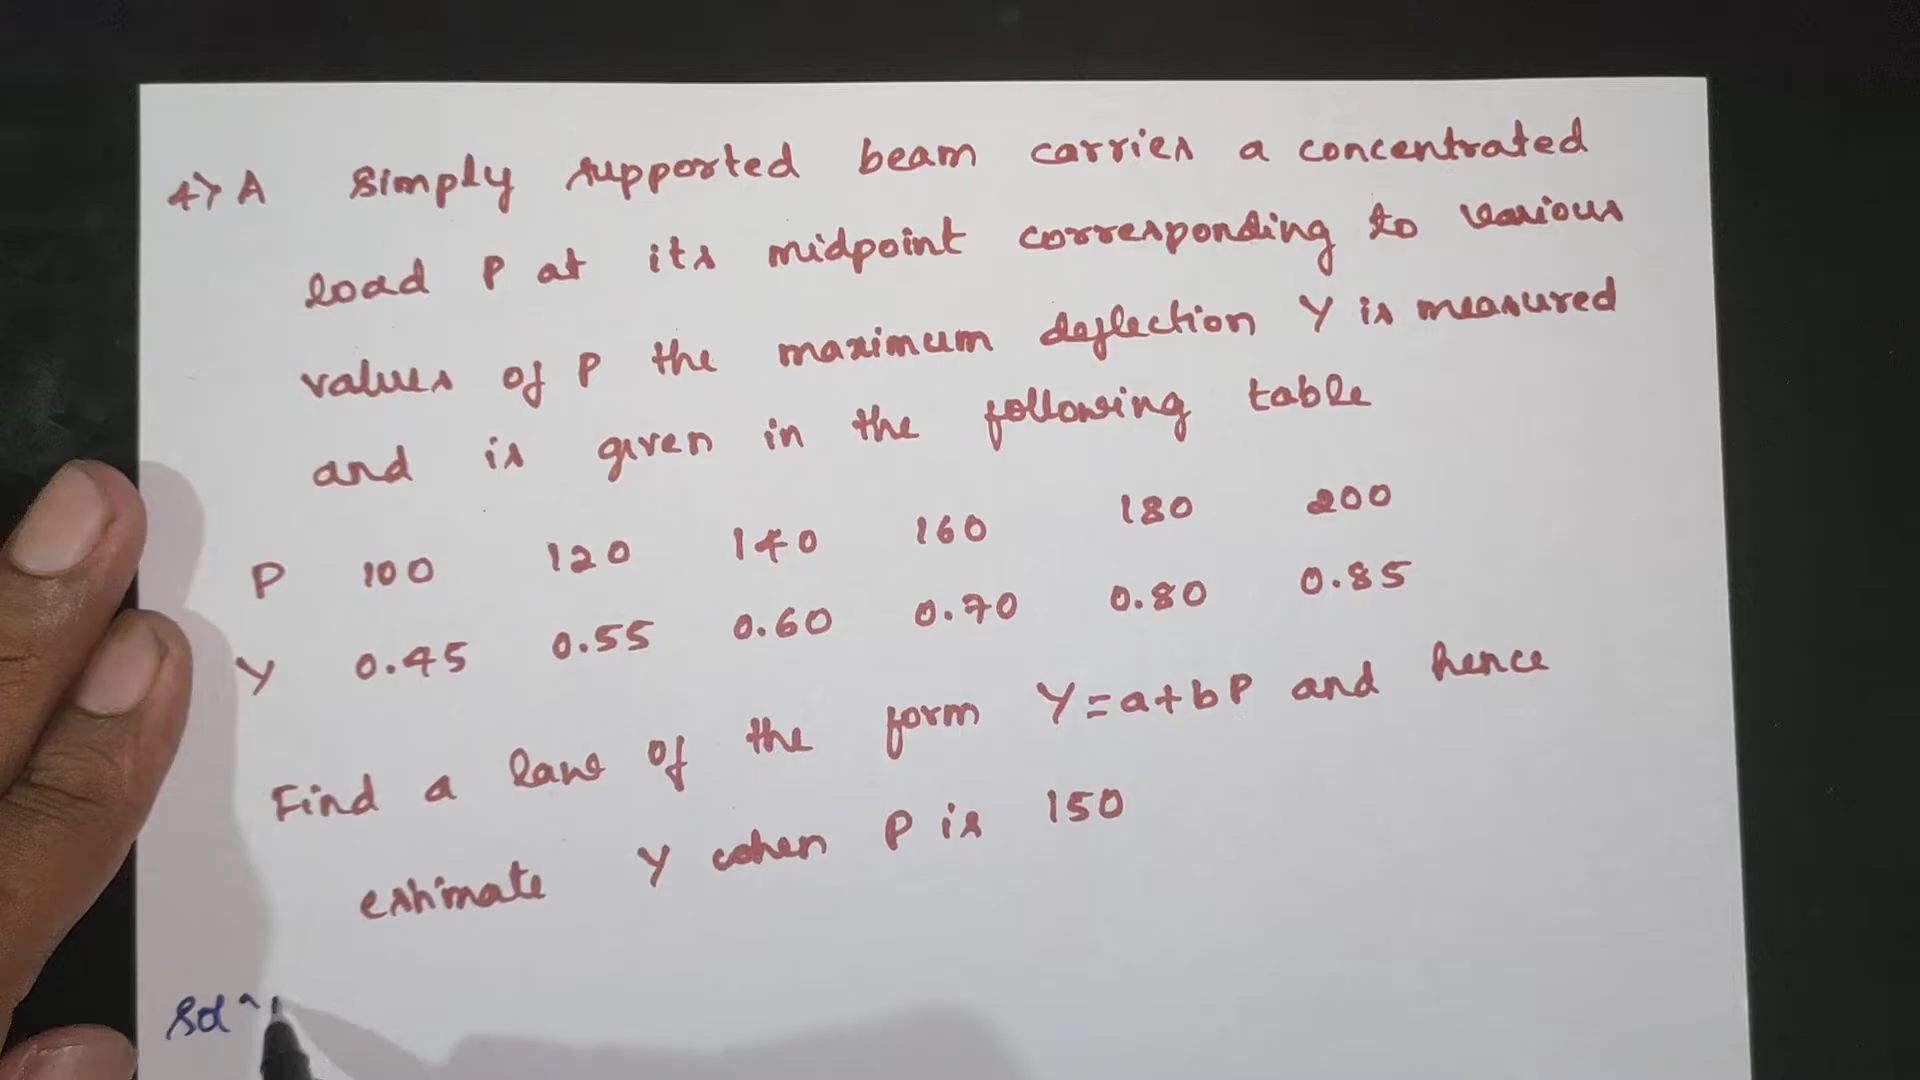 4> A simply supported beam carries a concentrated
load P at its midpoint corresponding to various
values of P the maximum deflection Y is measured
and is given in the following table
P 100 120 140 160 180 200
Y 0.45 0.55 0.60 0.70 0.80 0.85
Find a law of the form Y=a+bP and hence
estimate Y when P is 150
Sol^n